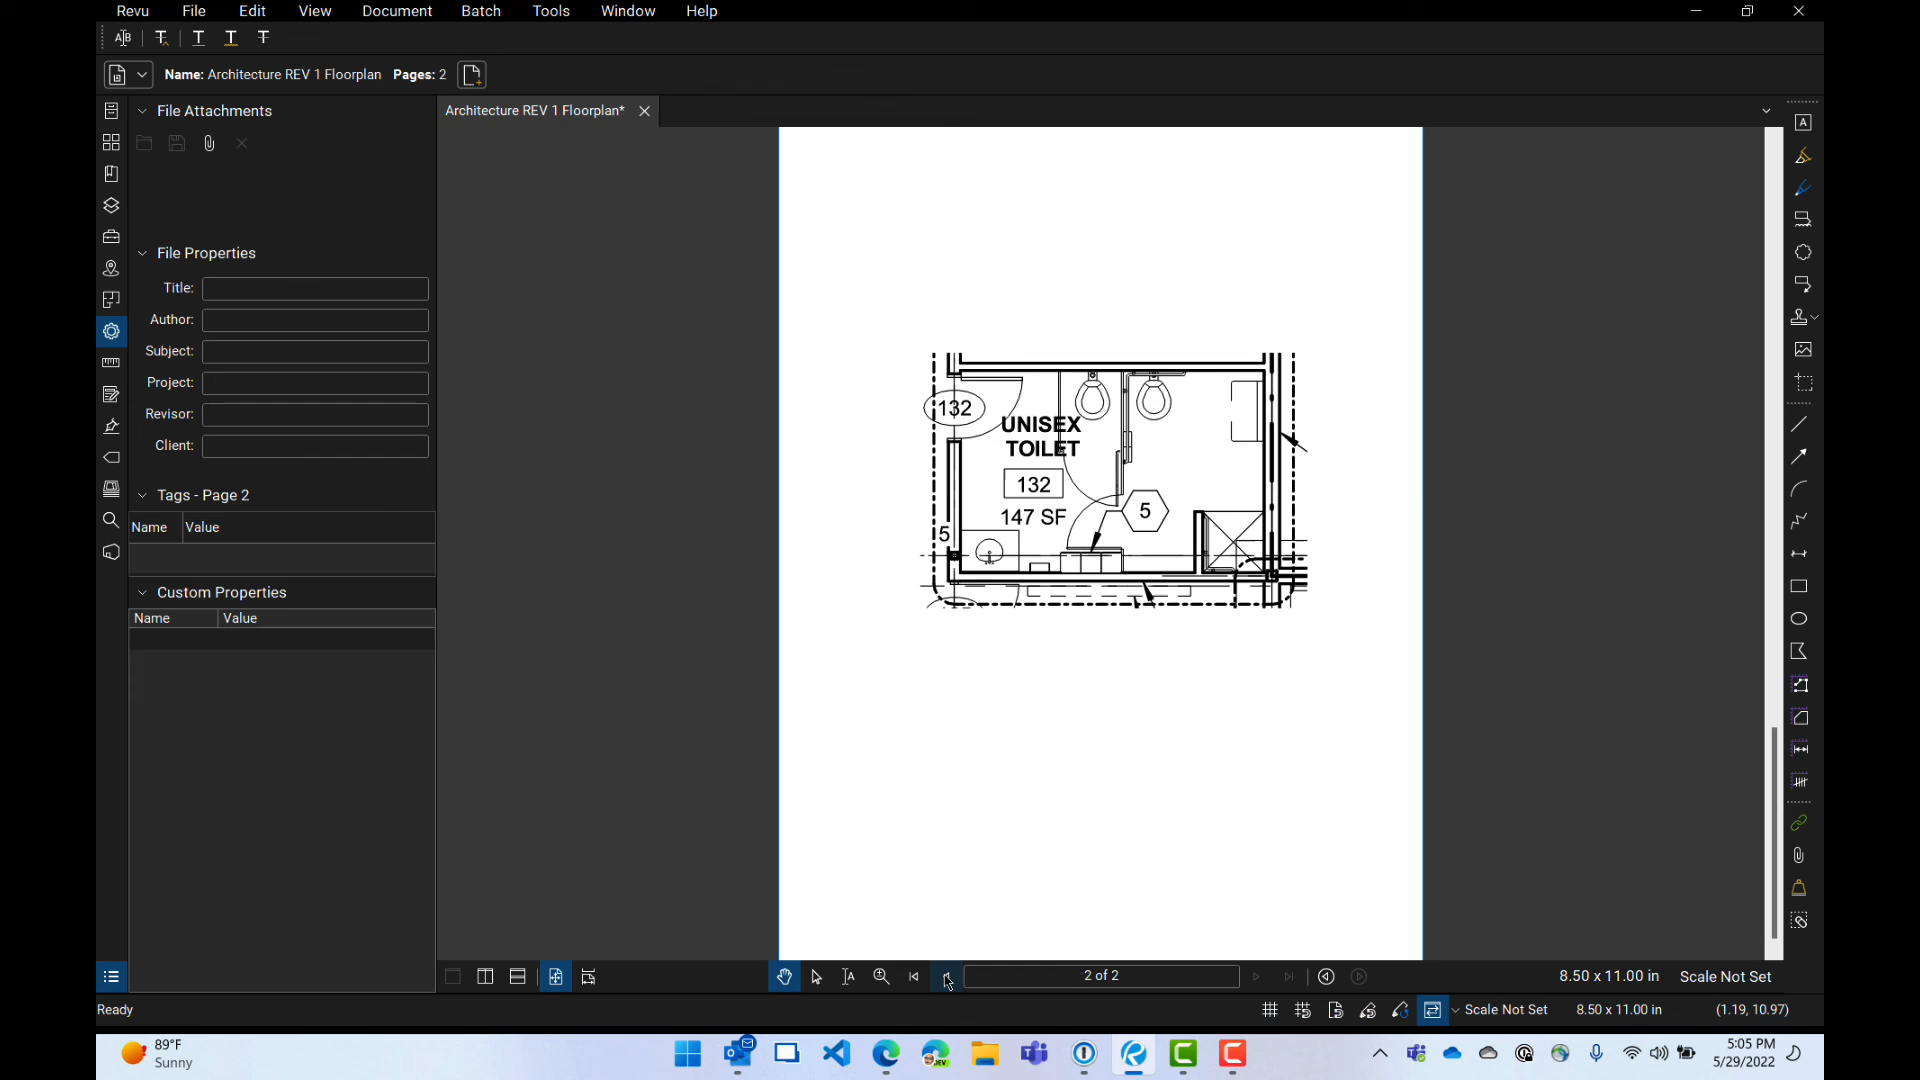 Revu File Edit View Document Batch Tools Window Help
Name: Architecture REV 1 Floorplan Pages: 2
File Attachments
Architecture REV 1 Floorplan*
File Properties
Title:
Author:
Subject:
Project:
Revisor:
Client:
Tags - Page 2
Name Value
Custom Properties
Name Value
132
UNISEX
TOILET
132
147 SF
5
5
2 of 2
8.50 x 11.00 in Scale Not Set
Ready
Scale Not Set 8.50 x 11.00 in (1.19, 10.97)
89°F
Sunny
DEV
5:05 PM
5/29/2022